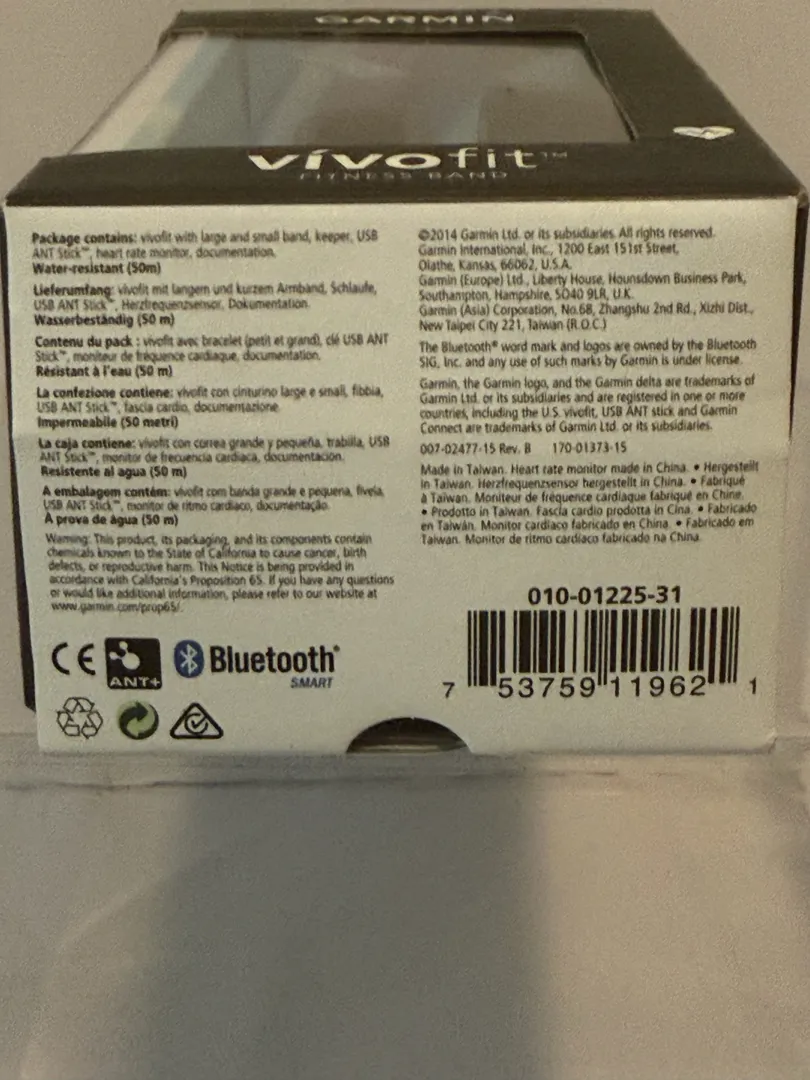 GARMIN
vívofit™
FITNESS BAND
Package contains: vívofit with large and small band, keeper, USB
ANT Stick™, heart rate monitor, documentation.
Water-resistant (50m)
Lieferumfang: vívofit mit langem und kurzem Armband, Schlaufe,
USB ANT Stick™, Herzfrequenzsensor, Dokumentation.
Wasserbeständig (50 m)
Contenu du pack : vívofit avec bracelet (petit et grand), clé USB ANT
Stick™, moniteur de fréquence cardiaque, documentation.
Résistant à l'eau (50 m)
La confezione contiene: vívofit con cinturino large e small, fibbia,
USB ANT Stick™, fascia cardio, documentazione.
Impermeabile (50 metri)
La caja contiene: vívofit con correa grande y pequeña, trabilla, USB
ANT Stick™, monitor de frecuencia cardiaca, documentación.
Resistente al agua (50 m)
A embalagem contém: vívofit com banda grande e pequena, fivela,
USB ANT Stick™, monitor de ritmo cardíaco, documentação.
À prova de água (50 m)
Warning: This product, its packaging, and its components contain
chemicals known to the State of California to cause cancer, birth
defects, or reproductive harm. This Notice is being provided in
accordance with California's Proposition 65. If you have any questions
or would like additional information, please refer to our website at
www.garmin.com/prop65/.
CE
ANT+
Bluetooth®
SMART
©2014 Garmin Ltd. or its subsidiaries. All rights reserved.
Garmin International, Inc., 1200 East 151st Street,
Olathe, Kansas, 66062, U.S.A.
Garmin (Europe) Ltd., Liberty House, Hounsdown Business Park,
Southampton, Hampshire, SO40 9LR, U.K.
Garmin (Asia) Corporation, No.68, Zhangshu 2nd Rd., Xizhi Dist.,
New Taipei City 221, Taiwan (R.O.C.)
The Bluetooth® word mark and logos are owned by the Bluetooth
SIG, Inc. and any use of such marks by Garmin is under license.
Garmin, the Garmin logo, and the Garmin delta are trademarks of
Garmin Ltd. or its subsidiaries and are registered in one or more
countries, including the U.S. vívofit, USB ANT stick and Garmin
Connect are trademarks of Garmin Ltd. or its subsidiaries.
007-02477-15 Rev. B 170-01373-15
Made in Taiwan. Heart rate monitor made in China. • Hergestellt
in Taiwan. Herzfrequenzsensor hergestellt in China. • Fabriqué
à Taiwan. Moniteur de fréquence cardiaque fabriqué en Chine.
• Prodotto in Taiwan. Fascia cardio prodotta in Cina. • Fabricado
en Taiwán. Monitor cardíaco fabricado en China. • Fabricado em
Taiwan. Monitor de ritmo cardíaco fabricado na China.
010-01225-31
7 53759 11962 1